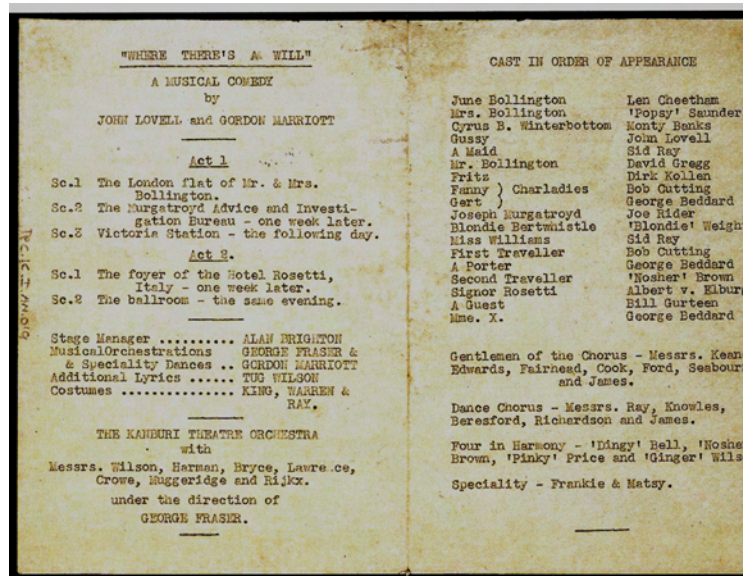 "WHERE THERE'S A WILL"
A MUSICAL COMEDY
by
JOHN LOVELL and GORDON MARRIOTT
Act 1
Sc.1 The London flat of Mr. & Mrs.
Bollington.
Sc.2 The Murgatroyd Advice and Investi-
gation Bureau - one week later.
Sc.3 Victoria Station - the following day.
Act 2.
Sc.1 The foyer of the Hotel Rosetti,
Italy - one week later.
Sc.2 The ballroom - the same evening.
Stage Manager .......... ALAN BRIGHTON
MusicalOrchestrations GEORGE FRASER &
& Speciality Dances .. GORDON MARRIOTT
Additional Lyrics ...... TUG WILSON
Costumes ............... KING, WARREN &
RAY.
THE KANBURI THEATRE ORCHESTRA
with
Messrs. Wilson, Harman, Bryce, Lawre ce,
Crowe, Muggeridge and Rijkx.
under the direction of
GEORGE FRASER.
CAST IN ORDER OF APPEARANCE
June Bollington Len Cheetham
Mrs. Bollington 'Popsy' Saunder
Cyrus B. Winterbottom Monty Banks
Gussy John Lovell
A Maid Sid Ray
Mr. Bollington David Gregg
Fritz Dirk Kollen
Fanny ) Charladies Bob Cutting
Gert ) George Beddard
Joseph Murgatroyd Joe Rider
Blondie Bertwhistle 'Blondie' Weigh
Miss Williams Sid Ray
First Traveller Bob Cutting
A Porter George Beddard
Second Traveller 'Nosher' Brown
Signor Rosetti Albert v. Elburg
A Guest Bill Gurteen
Mme. X. George Beddard
Gentlemen of the Chorus - Messrs. Kean
Edwards, Fairhead, Cook, Ford, Seabour
and James.
Dance Chorus - Messrs. Ray, Knowles,
Beresford, Richardson and James.
Four in Harmony - 'Dingy' Bell, 'Noshe
Brown, 'Pinky' Price and 'Ginger' Wils
Speciality - Frankie & Matsy.